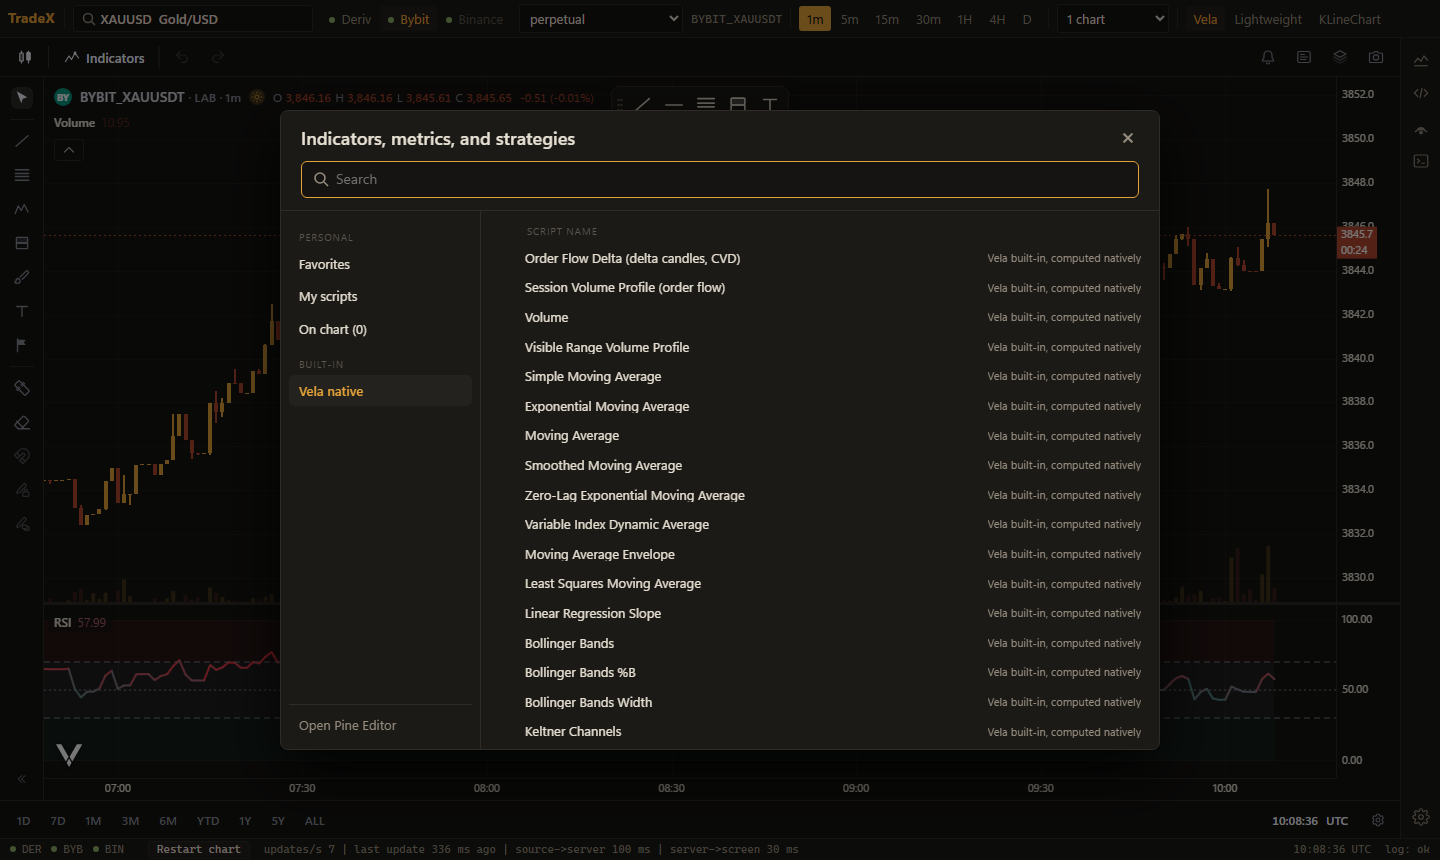 TradeX XAUUSD Gold/USD Deriv Bybit Binance perpetual BYBIT_XAUUSDT 1m 5m 15m 30m 1H 4H D 1 chart Vela Lightweight KLineChart
Indicators
BY BYBIT_XAUUSDT · LAB · 1m O 3,846.16 H 3,846.16 L 3,845.61 C 3,845.65 -0.51 (-0.01%)
Volume 10.95
Indicators, metrics, and strategies
Search
PERSONAL
Favorites
My scripts
On chart (0)
BUILT-IN
Vela native
Open Pine Editor
SCRIPT NAME
Order Flow Delta (delta candles, CVD) Vela built-in, computed natively
Session Volume Profile (order flow) Vela built-in, computed natively
Volume Vela built-in, computed natively
Visible Range Volume Profile Vela built-in, computed natively
Simple Moving Average Vela built-in, computed natively
Exponential Moving Average Vela built-in, computed natively
Moving Average Vela built-in, computed natively
Smoothed Moving Average Vela built-in, computed natively
Zero-Lag Exponential Moving Average Vela built-in, computed natively
Variable Index Dynamic Average Vela built-in, computed natively
Moving Average Envelope Vela built-in, computed natively
Least Squares Moving Average Vela built-in, computed natively
Linear Regression Slope Vela built-in, computed natively
Bollinger Bands Vela built-in, computed natively
Bollinger Bands %B Vela built-in, computed natively
Bollinger Bands Width Vela built-in, computed natively
Keltner Channels Vela built-in, computed natively
3852.0
3850.0
3848.0
3845.7
00:24
3844.0
3842.0
3840.0
3838.0
3836.0
3834.0
3832.0
3830.0
RSI 57.99
100.00
50.00
0.00
07:00 07:30 08:00 08:30 09:00 09:30 10:00
1D 7D 1M 3M 6M YTD 1Y 5Y ALL 10:08:36 UTC
DER BYB BIN Restart chart updates/s 7 | last update 336 ms ago | source->server 100 ms | server->screen 30 ms 10:08:36 UTC log: ok